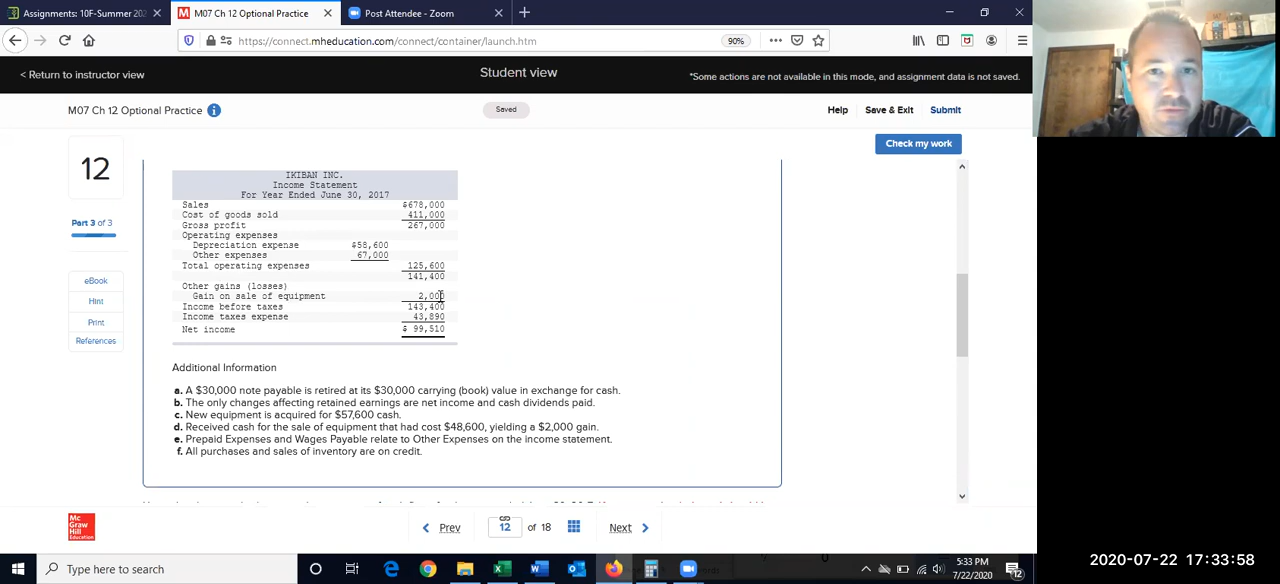 Assignments: 10F-Summer 202
M07 Ch 12 Optional Practice
Post Attendee - Zoom
https://connect.mheducation.com/connect/container/launch.htm
90%
< Return to instructor view
Student view
*Some actions are not available in this mode, and assignment data is not saved.
M07 Ch 12 Optional Practice
Saved
Help
Save & Exit
Submit
Check my work
12
Part 3 of 3
eBook
Hint
Print
References
IKIBAN INC.
Income Statement
For Year Ended June 30, 2017
Sales $678,000
Cost of goods sold 411,000
Gross profit 267,000
Operating expenses
Depreciation expense $58,600
Other expenses 67,000
Total operating expenses 125,600
141,400
Other gains (losses)
Gain on sale of equipment 2,000
Income before taxes 143,400
Income taxes expense 43,890
Net income $ 99,510
Additional Information
a. A $30,000 note payable is retired at its $30,000 carrying (book) value in exchange for cash.
b. The only changes affecting retained earnings are net income and cash dividends paid.
c. New equipment is acquired for $57,600 cash.
d. Received cash for the sale of equipment that had cost $48,600, yielding a $2,000 gain.
e. Prepaid Expenses and Wages Payable relate to Other Expenses on the income statement.
f. All purchases and sales of inventory are on credit.
Mc
Graw
Hill
Education
Prev
12 of 18
Next
Type here to search
5:33 PM
7/22/2020
12
2020-07-22 17:33:58